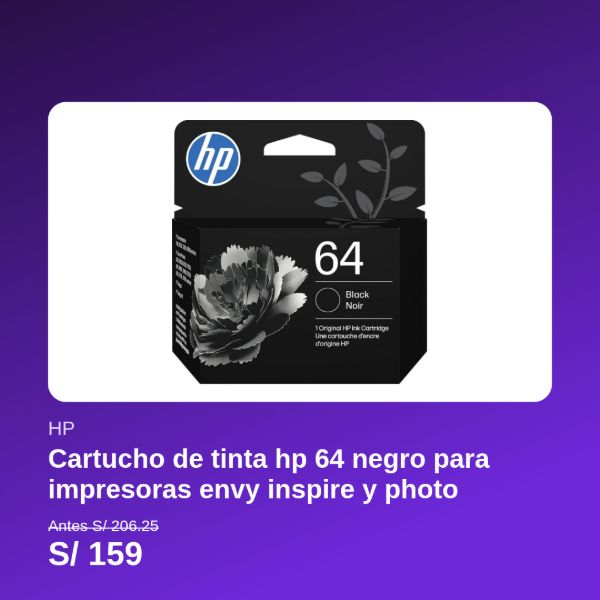 hp
64
Black
Noir
1 Original HP Ink Cartridge
Une cartouche d'encre
d'origine HP
HP
Cartucho de tinta hp 64 negro para
impresoras envy inspire y photo
Antes S/ 206.25
S/ 159